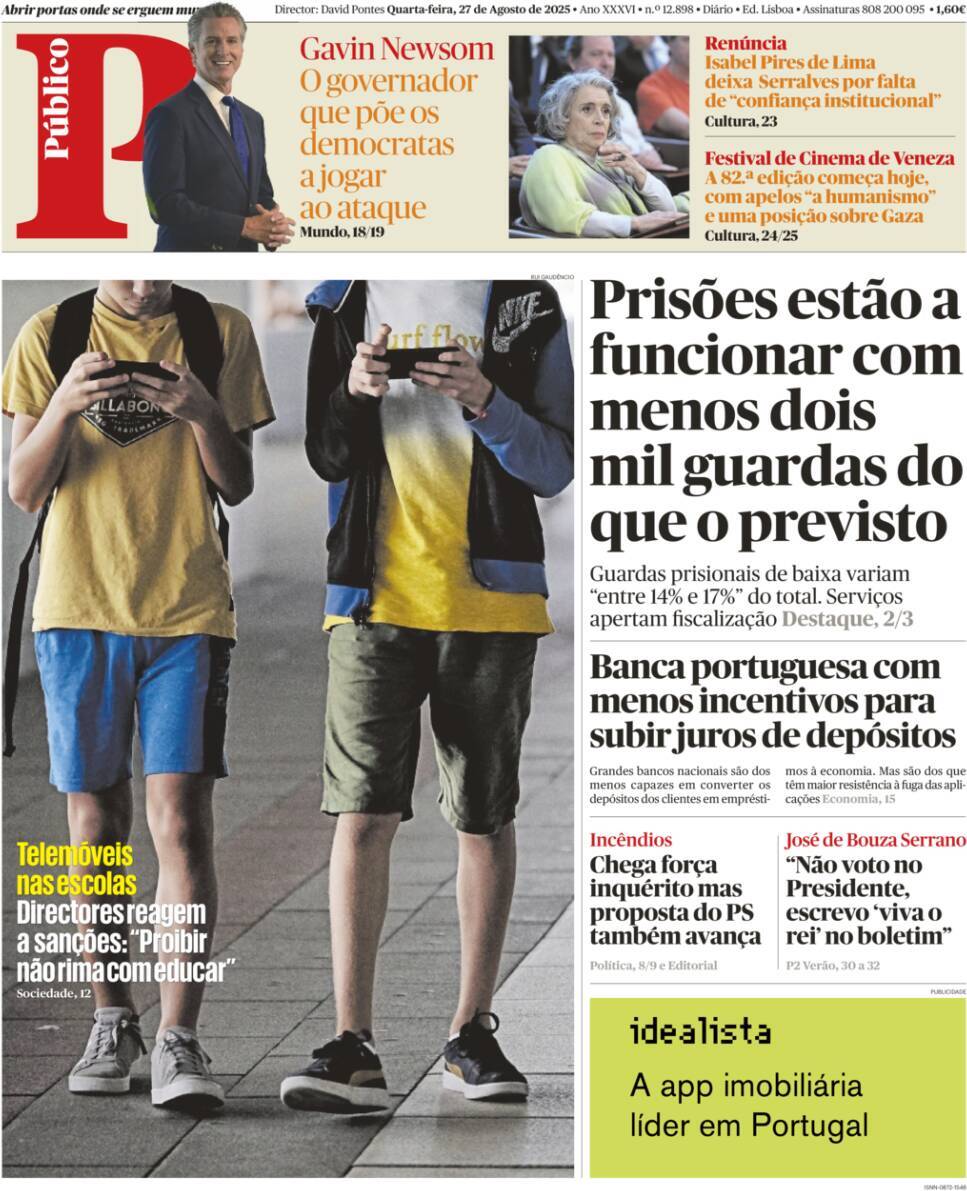 Abrir portas onde se erguem
Director: David Pontes Quarta-feira, 27 de Agosto de 2025 • Ano XXXVI • n.º 12.898 • Diário • Ed. Lisboa • Assinaturas 808 200 095 • 1,60€
Público
P
Gavin Newsom
O governador
que põe os
democratas
a jogar
ao ataque
Mundo, 18/19
Renúncia
Isabel Pires de Lima
deixa Serralves por falta
de “confiança institucional”
Cultura, 23
Festival de Cinema de Veneza
A 82.ª edição começa hoje,
com apelos “a humanismo”
e uma posição sobre Gaza
Cultura, 24/25
RUI GAUDÊNCIO
NIKE
surf flow
Telemóveis
nas escolas
Directores reagem
a sanções: “Proibir
não rima com educar”
Sociedade, 12
Prisões estão a
funcionar com
menos dois
mil guardas do
que o previsto
Guardas prisionais de baixa variam
“entre 14% e 17%” do total. Serviços
apertam fiscalização Destaque, 2/3
Banca portuguesa com
menos incentivos para
subir juros de depósitos
Grandes bancos nacionais são dos
menos capazes em converter os
depósitos dos clientes em emprésti-
mos à economia. Mas são dos que
têm maior resistência à fuga das apli-
cações Economia, 15
Incêndios
Chega força
inquérito mas
proposta do PS
também avança
Política, 8/9 e Editorial
José de Bouza Serrano
“Não voto no
Presidente,
escrevo ‘viva o
rei’ no boletim”
P2 Verão, 30 a 32
PUBLICIDADE
idealista
A app imobiliária
líder em Portugal
ISNN-0872-1548